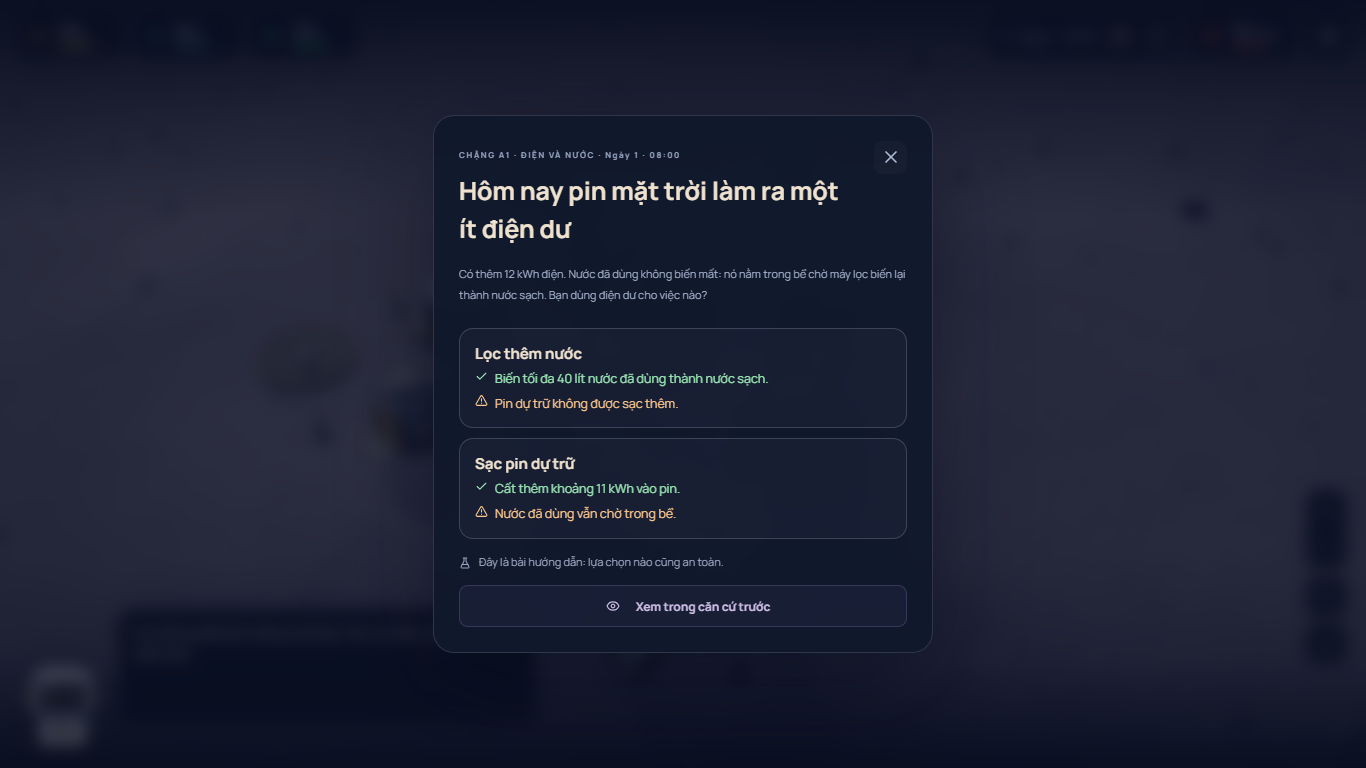 CHẶNG A1 · ĐIỆN VÀ NƯỚC · Ngày 1 · 08:00
Hôm nay pin mặt trời làm ra một
ít điện dư
Có thêm 12 kWh điện. Nước đã dùng không biến mất: nó nằm trong bể chờ máy lọc biến lại
thành nước sạch. Bạn dùng điện dư cho việc nào?
Lọc thêm nước
Biến tối đa 40 lít nước đã dùng thành nước sạch.
Pin dự trữ không được sạc thêm.
Sạc pin dự trữ
Cất thêm khoảng 11 kWh vào pin.
Nước đã dùng vẫn chờ trong bể.
Đây là bài hướng dẫn: lựa chọn nào cũng an toàn.
Xem trong căn cứ trước